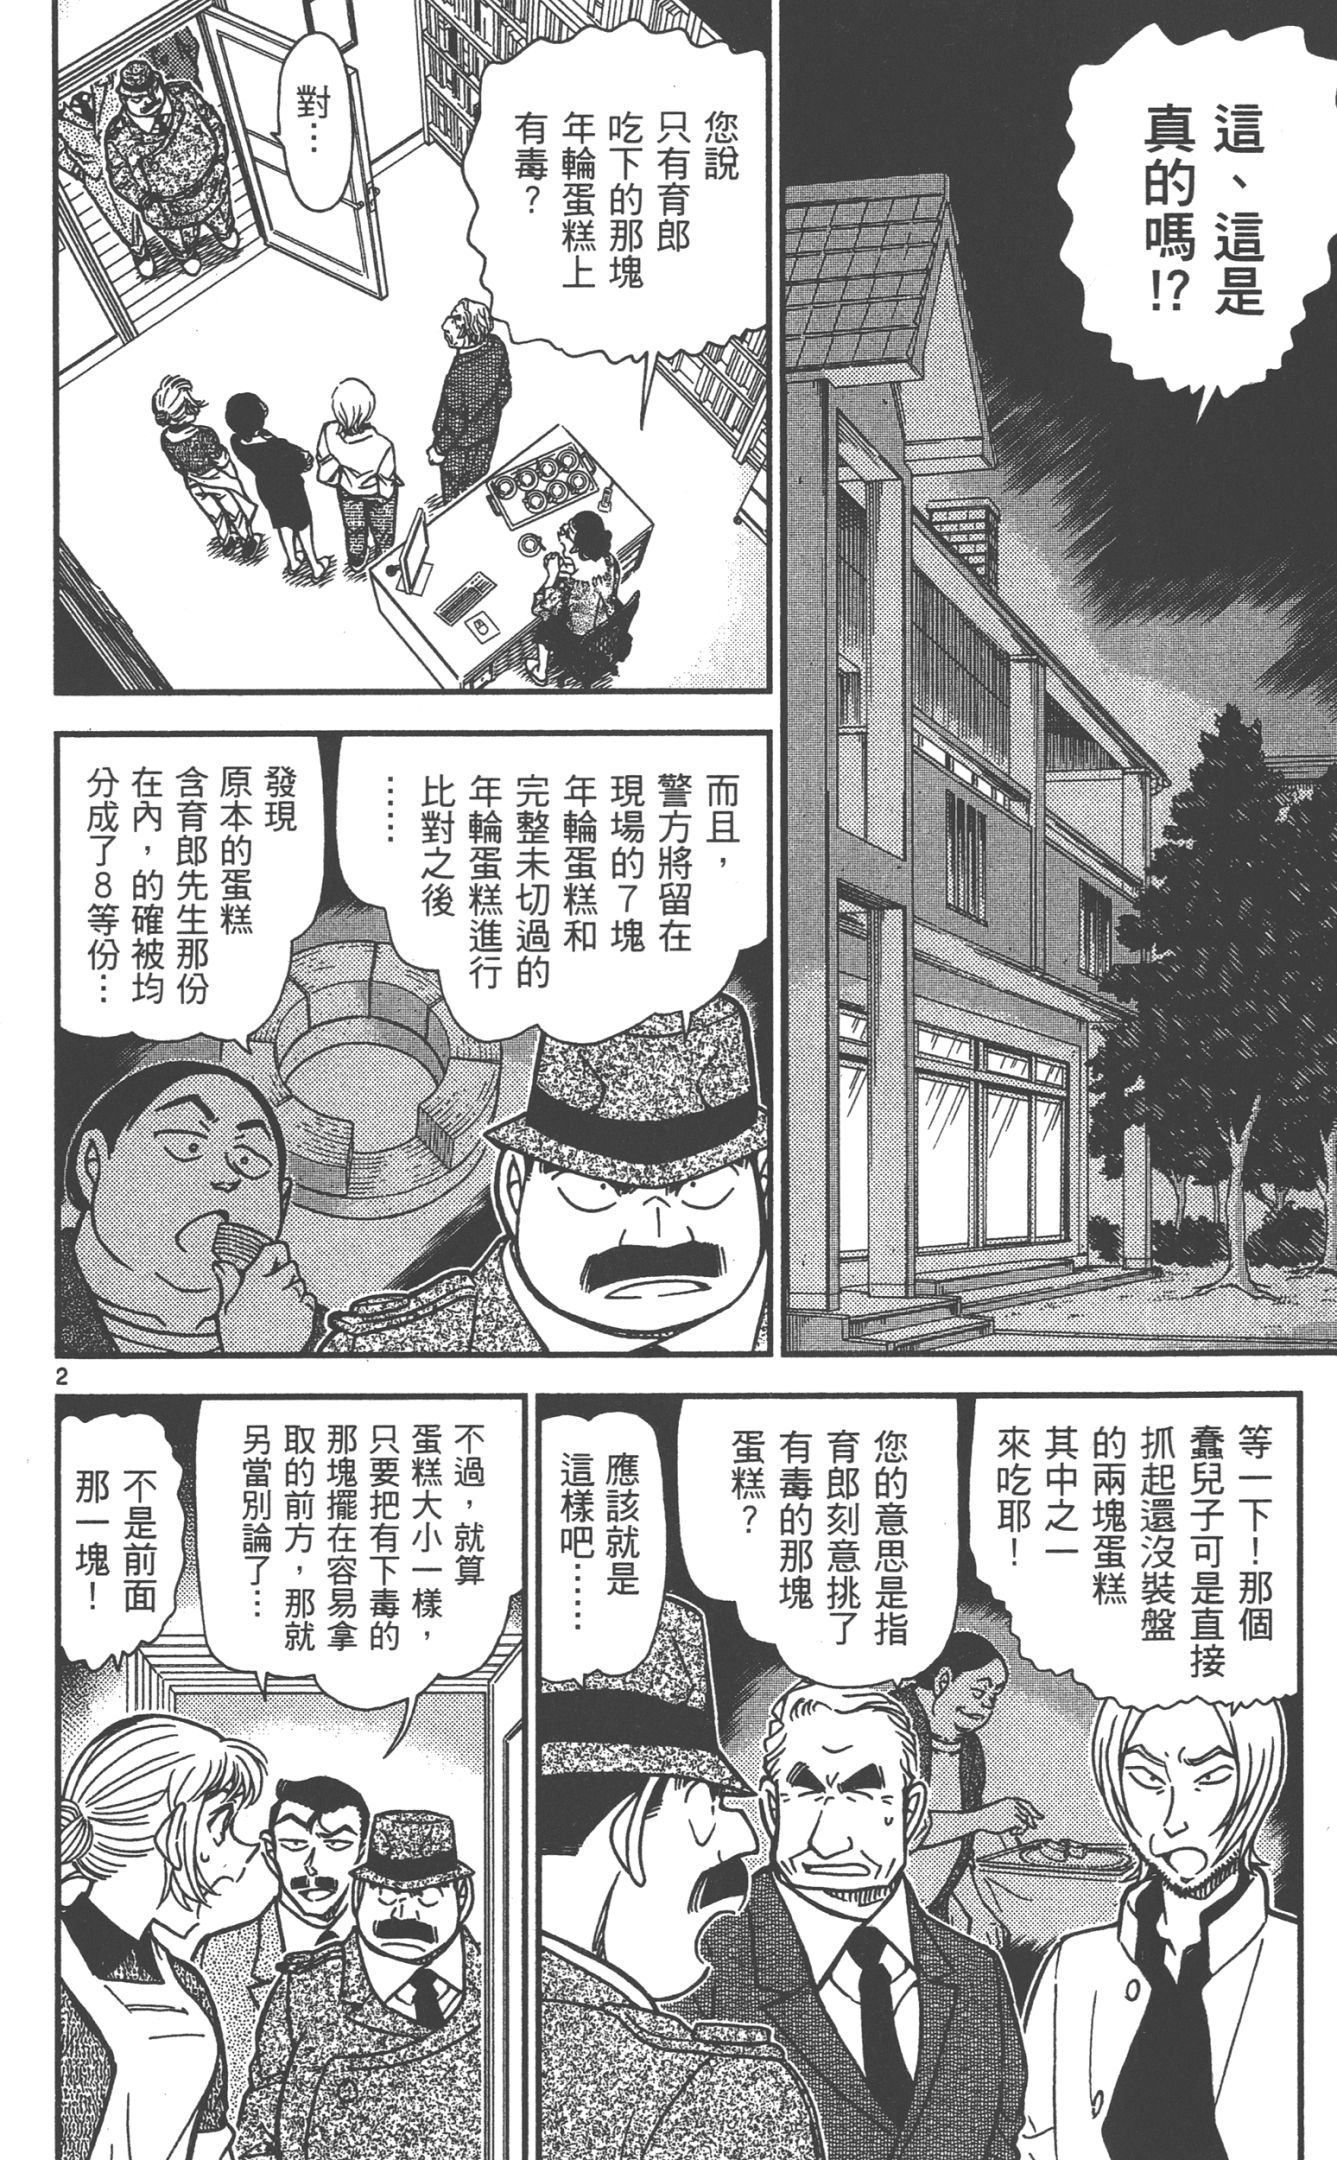 這、這是
真的嗎!?
您說
只有育郎
吃下的那塊
年輪蛋糕上
有毒？
對…
而且，
警方將留在
現場的7塊
年輪蛋糕和
完整未切過的
年輪蛋糕進行
比對之後
……
發現
原本的蛋糕
含育郎先生那份
在內，的確被均
分成了8等份…
2
等一下！那個
蠢兒子可是直接
抓起還沒裝盤
的兩塊蛋糕
其中之一
來吃耶！
您的意思是指
育郎刻意挑了
有毒的那塊
蛋糕？
應該就是
這樣吧……
不過，就算
蛋糕大小一樣，
只要把有下毒的
那塊擺在容易拿
取的前方，那就
另當別論了…
不是前面
那一塊！